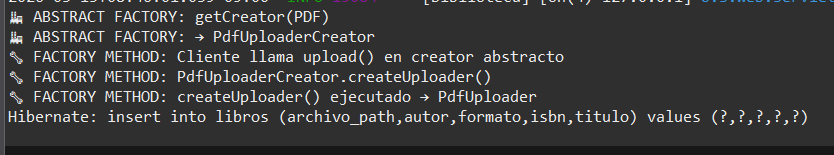 🏭 ABSTRACT FACTORY: getCreator(PDF)
🏭 ABSTRACT FACTORY: → PdfUploaderCreator
🔧 FACTORY METHOD: Cliente llama upload() en creator abstracto
🔧 FACTORY METHOD: PdfUploaderCreator.createUploader()
🔧 FACTORY METHOD: createUploader() ejecutado → PdfUploader
Hibernate: insert into libros (archivo_path,autor,formato,isbn,titulo) values (?,?,?,?,?)